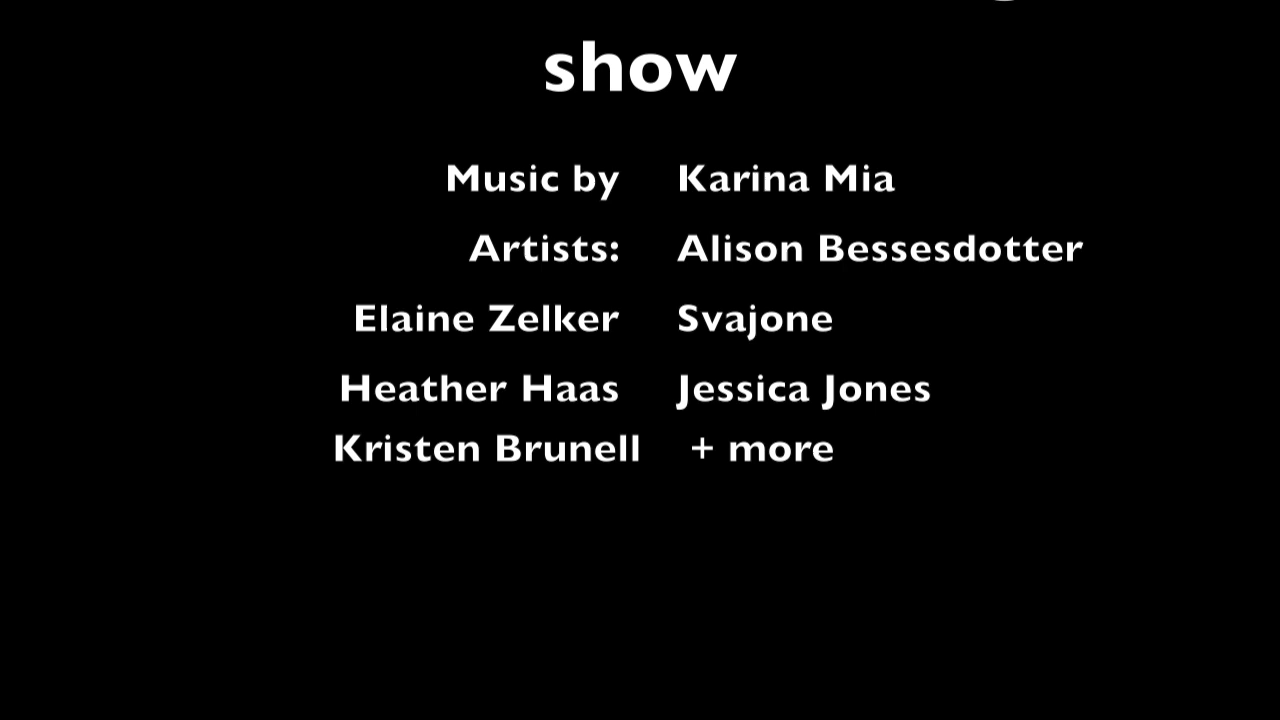 show
Music by Karina Mia
Artists: Alison Bessesdotter
Elaine Zelker Svajone
Heather Haas Jessica Jones
Kristen Brunell + more